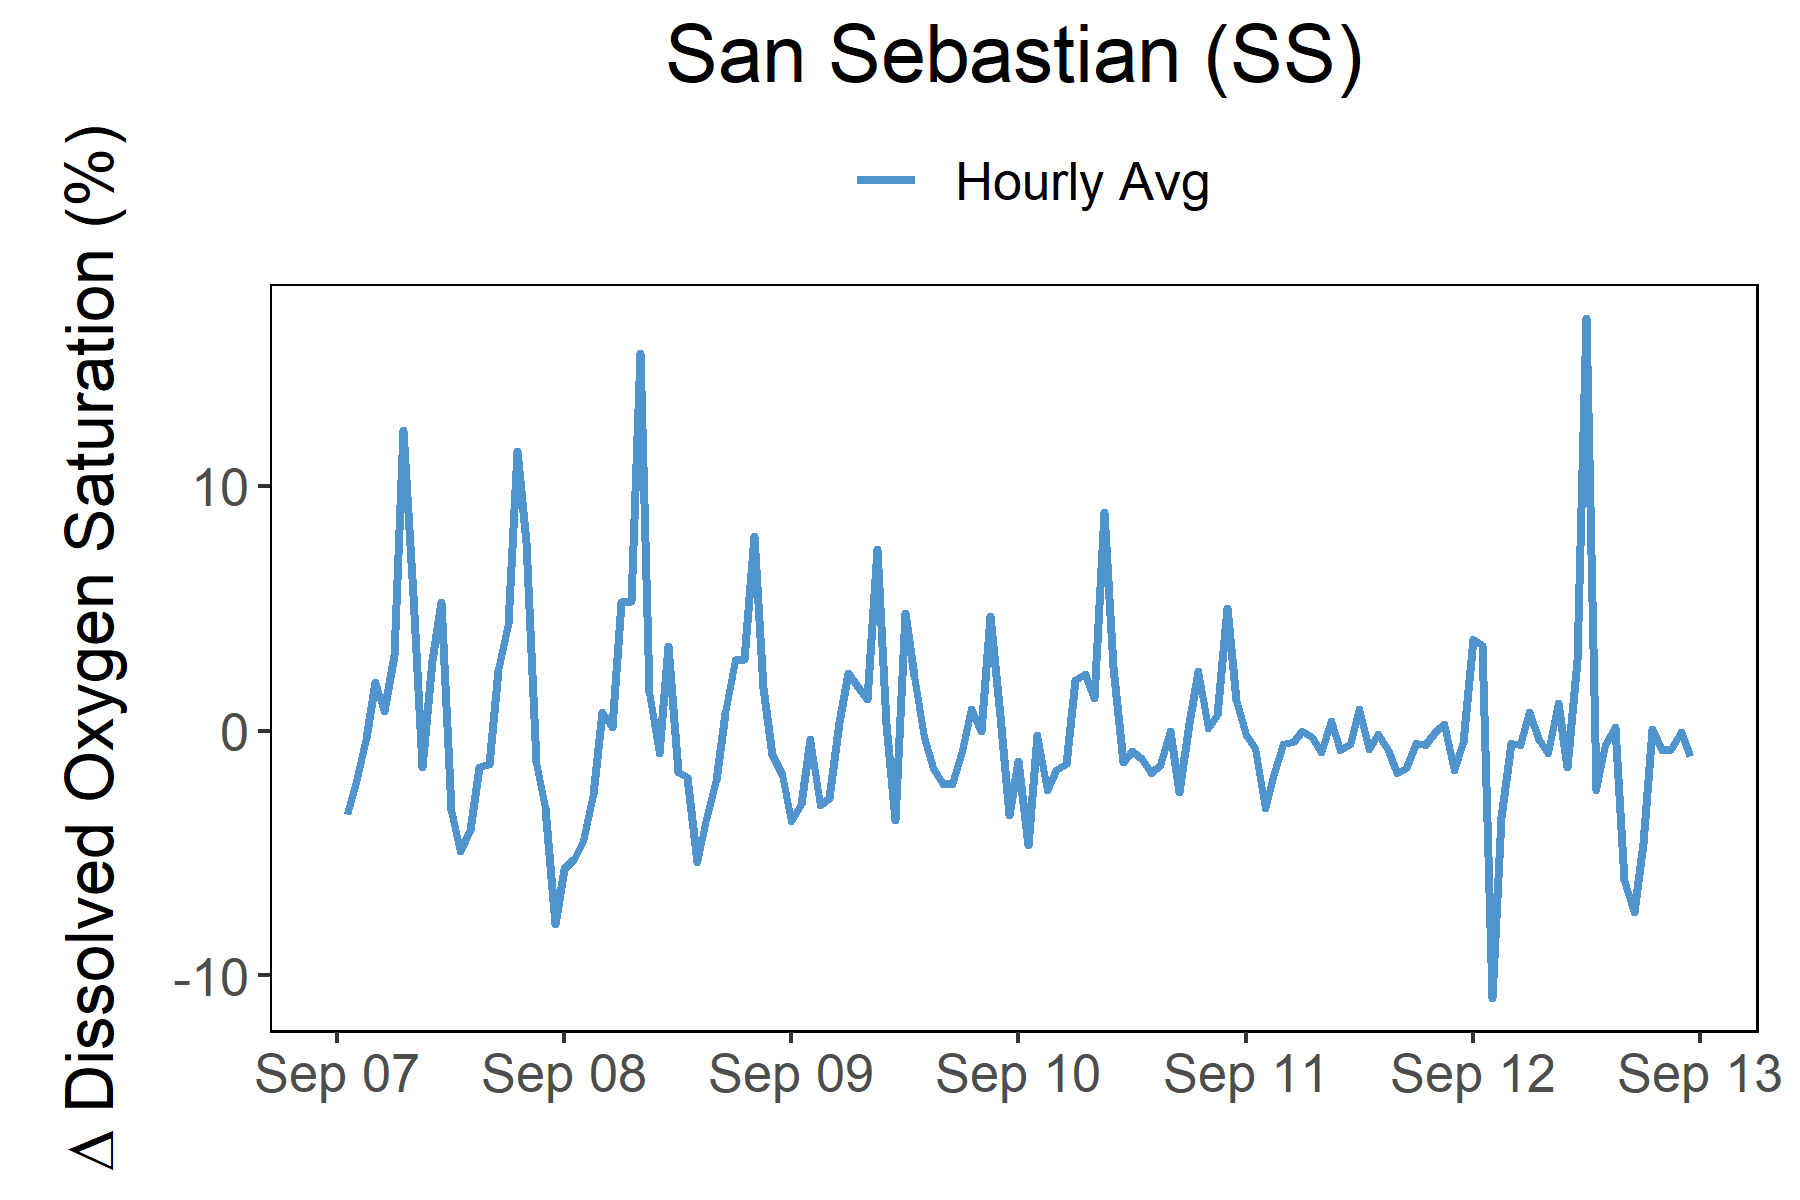 San Sebastian (SS)
Hourly Avg
Δ Dissolved Oxygen Saturation (%)
10
0
-10
Sep 07
Sep 08
Sep 09
Sep 10
Sep 11
Sep 12
Sep 13